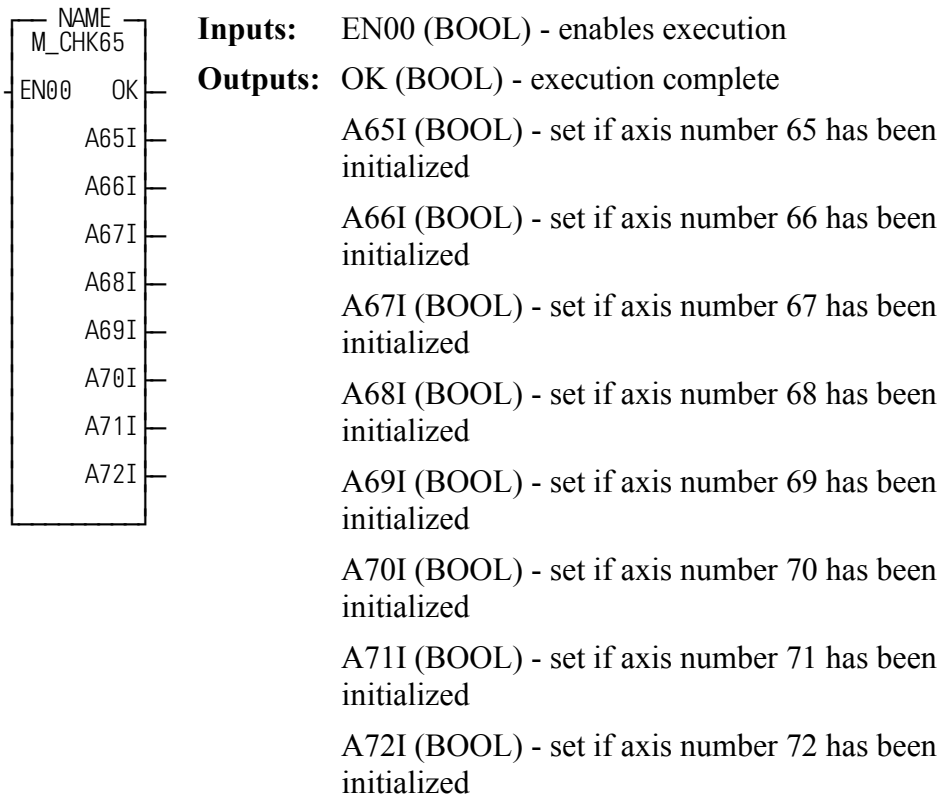 NAME
M_CHK65
EN00 OK
A65I
A66I
A67I
A68I
A69I
A70I
A71I
A72I
Inputs: EN00 (BOOL) - enables execution
Outputs: OK (BOOL) - execution complete
A65I (BOOL) - set if axis number 65 has been
initialized
A66I (BOOL) - set if axis number 66 has been
initialized
A67I (BOOL) - set if axis number 67 has been
initialized
A68I (BOOL) - set if axis number 68 has been
initialized
A69I (BOOL) - set if axis number 69 has been
initialized
A70I (BOOL) - set if axis number 70 has been
initialized
A71I (BOOL) - set if axis number 71 has been
initialized
A72I (BOOL) - set if axis number 72 has been
initialized